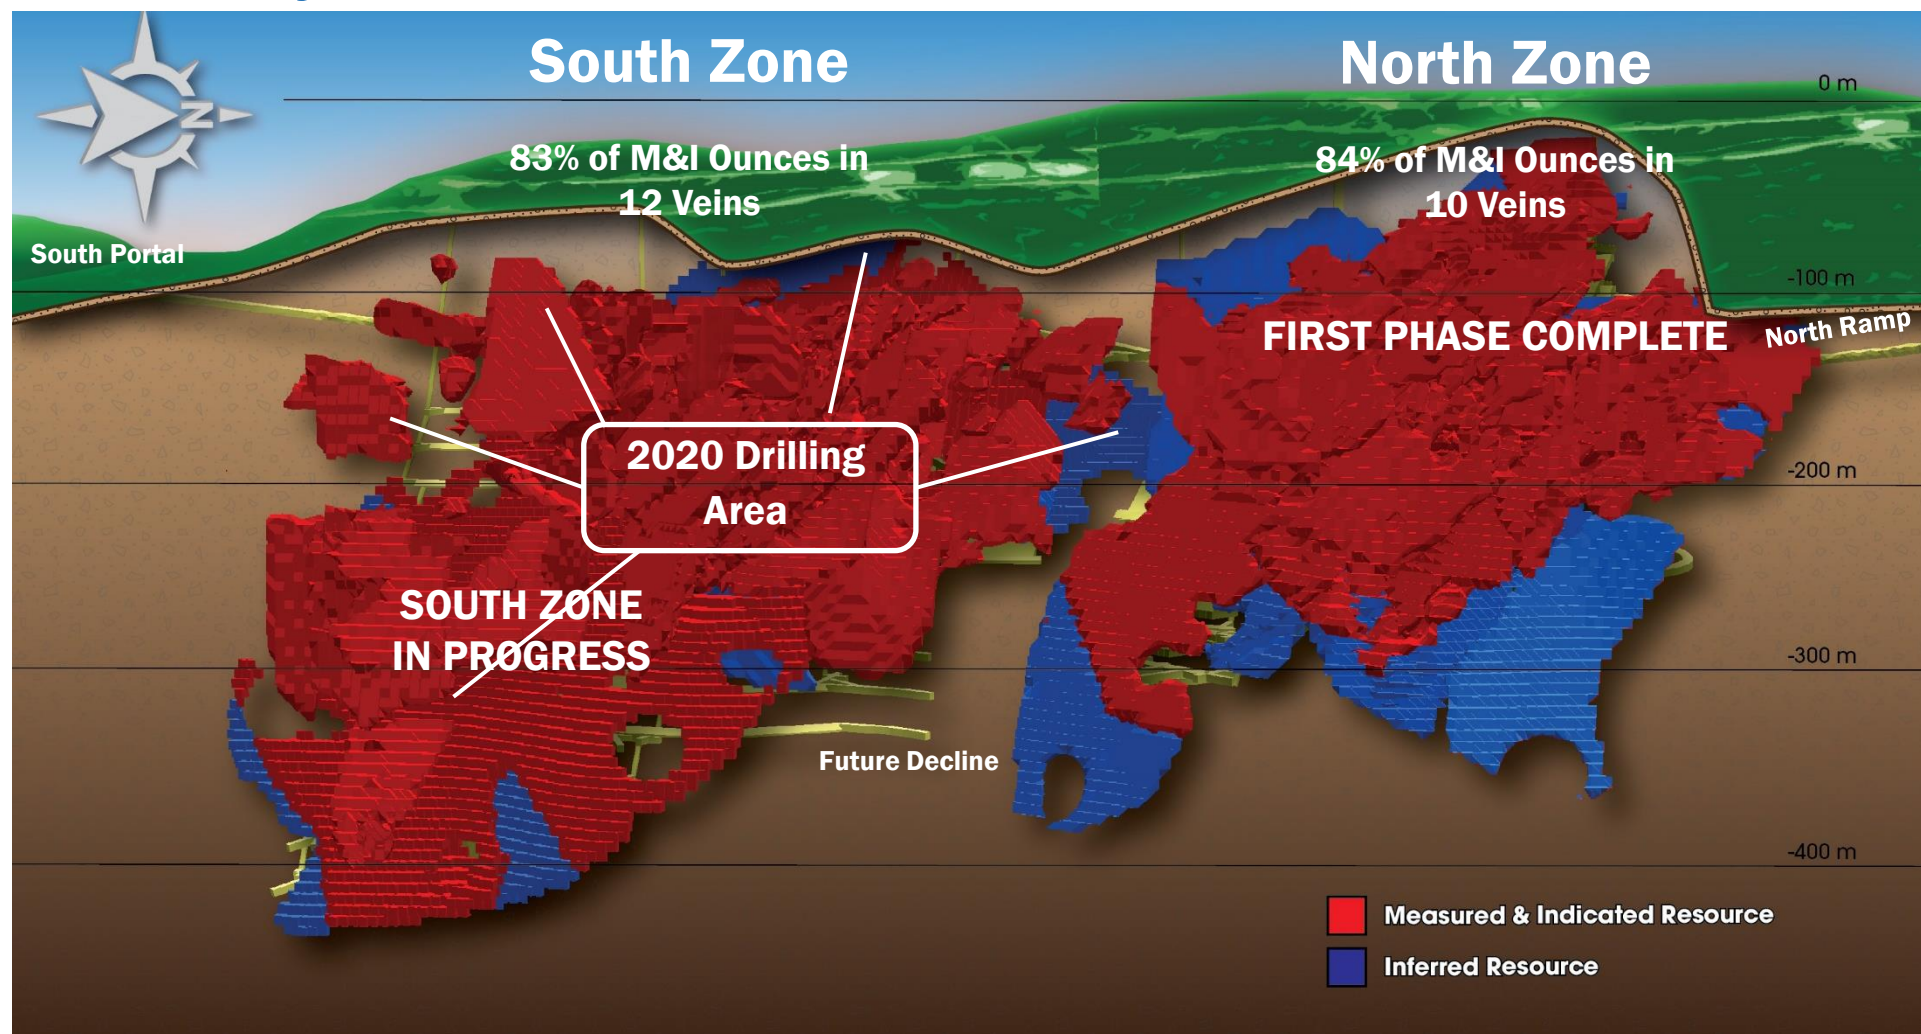 South Zone
North Zone
0 m
N
83% of M&I Ounces in
12 Veins
84% of M&I Ounces in
10 Veins
South Portal
-100 m
FIRST PHASE COMPLETE
North Ramp
2020 Drilling
Area
-200 m
SOUTH ZONE
IN PROGRESS
-300 m
Future Decline
-400 m
Measured & Indicated Resource
Inferred Resource